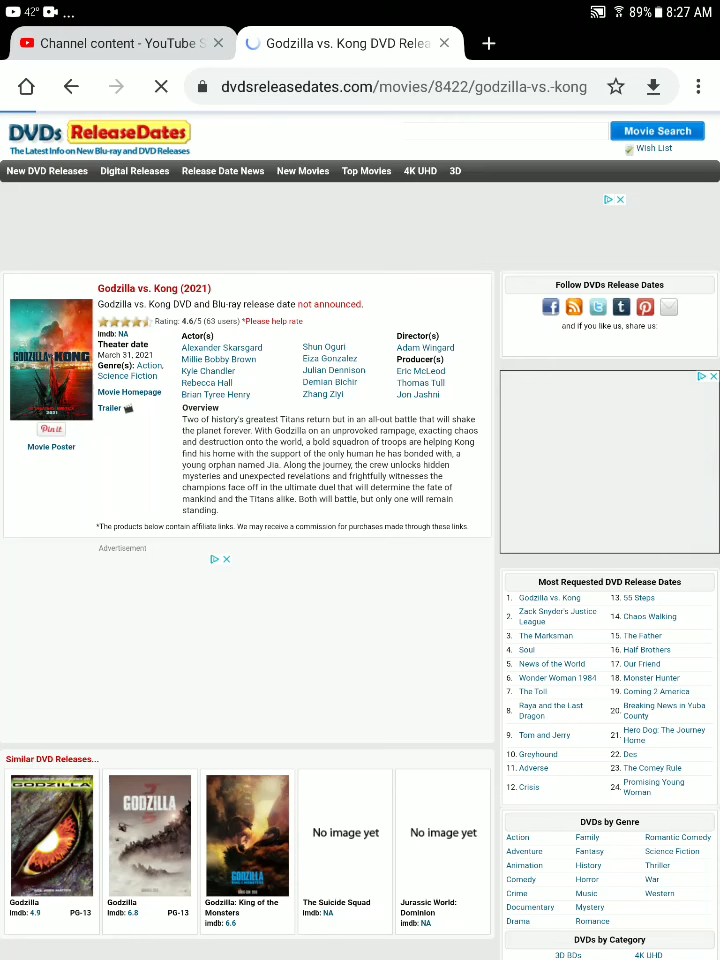 42° ...
89% 8:27 AM
Channel content - YouTube S
Godzilla vs. Kong DVD Relea
dvdsreleasedates.com/movies/8422/godzilla-vs.-kong
DVDs ReleaseDates
The Latest Info on New Blu-ray and DVD Releases
Movie Search
Wish List
New DVD Releases Digital Releases Release Date News New Movies Top Movies 4K UHD 3D
Godzilla vs. Kong (2021)
Godzilla vs. Kong DVD and Blu-ray release date not announced.
Rating: 4.6/5 (63 users) *Please help rate
GODZILLA KONG
2021
Pin it
Movie Poster
imdb: NA
Theater date
March 31, 2021
Genre(s): Action,
Science Fiction
Movie Homepage
Trailer
Actor(s)
Alexander Skarsgard
Millie Bobby Brown
Kyle Chandler
Rebecca Hall
Brian Tyree Henry
Shun Oguri
Eiza Gonzalez
Julian Dennison
Demian Bichir
Zhang Ziyi
Director(s)
Adam Wingard
Producer(s)
Eric McLeod
Thomas Tull
Jon Jashni
Overview
Two of history's greatest Titans return but in an all-out battle that will shake
the planet forever. With Godzilla on an unprovoked rampage, exacting chaos
and destruction onto the world, a bold squadron of troops are helping Kong
find his home with the support of the only human he has bonded with, a
young orphan named Jia. Along the journey, the crew unlocks hidden
mysteries and unexpected revelations and frightfully witnesses the
champions face off in the ultimate duel that will determine the fate of
mankind and the Titans alike. Both will battle, but only one will remain
standing.
*The products below contain affiliate links. We may receive a commission for purchases made through these links.
Advertisement
Similar DVD Releases...
GODZILLA
Godzilla
Imdb: 4.9 PG-13
GODZILLA
Godzilla
Imdb: 6.8 PG-13
GODZILLA
Godzilla: King of the
Monsters
imdb: 6.6
No image yet
The Suicide Squad
Imdb: NA
No image yet
Jurassic World:
Dominion
imdb: NA
Follow DVDs Release Dates
and if you like us, share us:
Most Requested DVD Release Dates
1. Godzilla vs. Kong
2. Zack Snyder's Justice
League
3. The Marksman
4. Soul
5. News of the World
6. Wonder Woman 1984
7. The Toll
8. Raya and the Last
Dragon
9. Tom and Jerry
10. Greyhound
11. Adverse
12. Crisis
13. 55 Steps
14. Chaos Walking
15. The Father
16. Half Brothers
17. Our Friend
18. Monster Hunter
19. Coming 2 America
20. Breaking News in Yuba
County
21. Hero Dog: The Journey
Home
22. Des
23. The Comey Rule
24. Promising Young
Woman
DVDs by Genre
Action Family Romantic Comedy
Adventure Fantasy Science Fiction
Animation History Thriller
Comedy Horror War
Crime Music Western
Documentary Mystery
Drama Romance
DVDs by Category
3D BDs 4K UHD